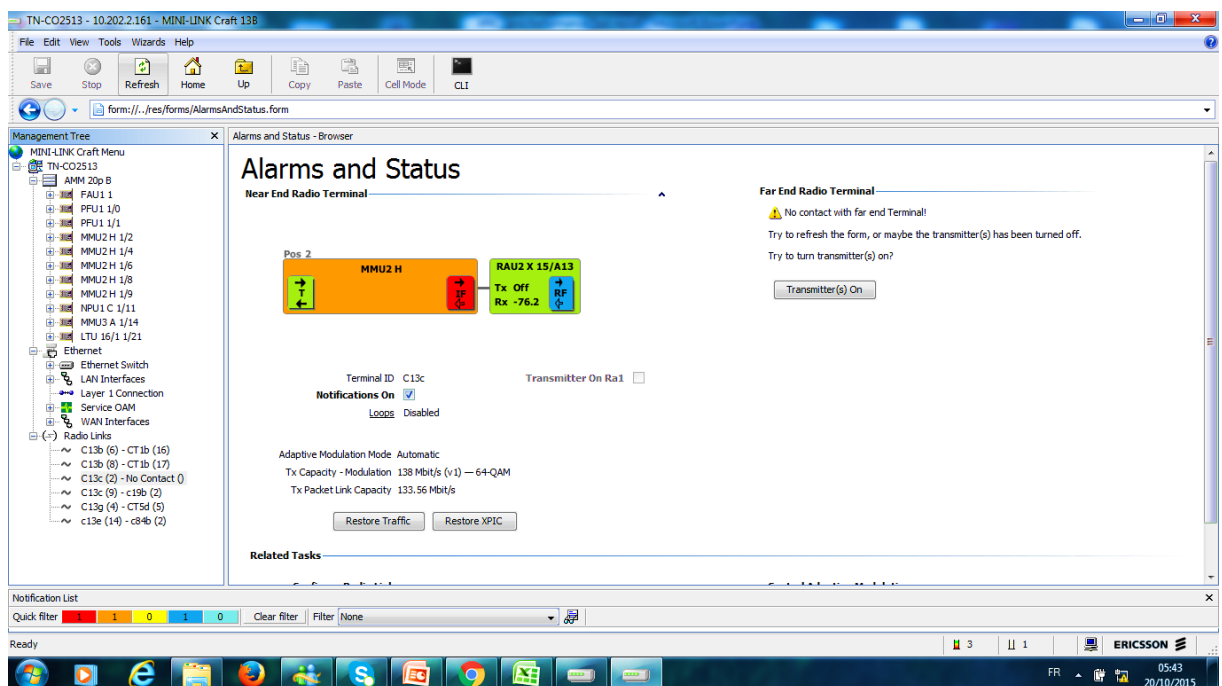 TN-CO2513 - 10.202.2.161 - MINI-LINK Craft 13B
File Edit View Tools Wizards Help
Save Stop Refresh Home Up Copy Paste Cell Mode CLI
form://../res/forms/AlarmsAndStatus.form
Management Tree
MINI-LINK Craft Menu
TN-CO2513
AMM 20p B
FAU1 1
PFU1 1/0
PFU1 1/1
MMU2 H 1/2
MMU2 H 1/4
MMU2 H 1/6
MMU2 H 1/8
MMU2 H 1/9
NPU1 C 1/11
MMU3 A 1/14
LTU 16/1 1/21
Ethernet
Ethernet Switch
LAN Interfaces
Layer 1 Connection
Service OAM
WAN Interfaces
Radio Links
C13b (6) - CT1b (16)
C13b (8) - CT1b (17)
C13c (2) - No Contact ()
C13c (9) - c19b (2)
C13g (4) - CT5d (5)
c13e (14) - c84b (2)
Alarms and Status - Browser
Alarms and Status
Near End Radio Terminal
Pos 2
MMU2 H
T
IF
RAU2 X 15/A13
Tx Off
Rx -76.2
RF
Terminal ID C13c
Transmitter On Ra1
Notifications On
Loops Disabled
Adaptive Modulation Mode Automatic
Tx Capacity - Modulation 138 Mbit/s (v1) — 64-QAM
Tx Packet Link Capacity 133.56 Mbit/s
Restore Traffic Restore XPIC
Far End Radio Terminal
No contact with far end Terminal!
Try to refresh the form, or maybe the transmitter(s) has been turned off.
Try to turn transmitter(s) on?
Transmitter(s) On
Related Tasks
Notification List
Quick filter 1 1 0 1 0 Clear filter Filter None
Ready
3 1 ERICSSON
FR 05:43
20/10/2015